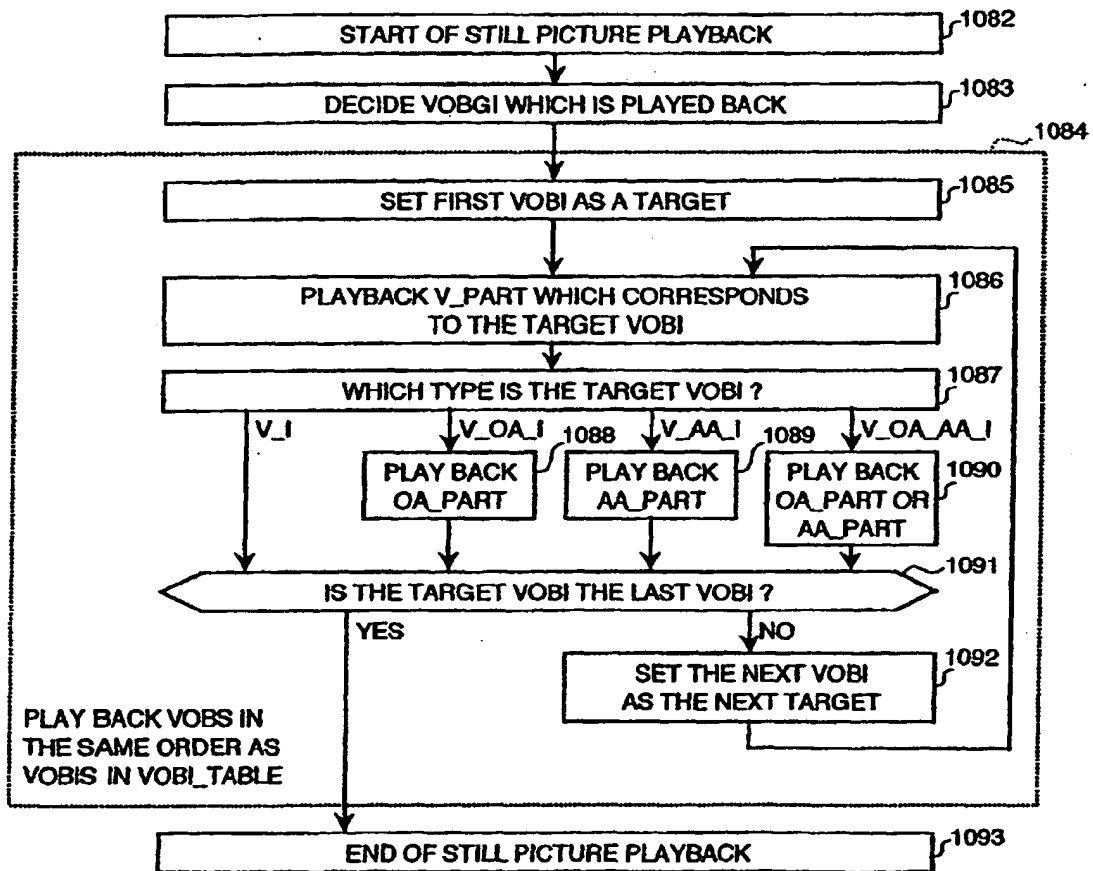 1082
START OF STILL PICTURE PLAYBACK
1083
DECIDE VOBGI WHICH IS PLAYED BACK
1084
1085
SET FIRST VOBI AS A TARGET
1086
PLAYBACK V_PART WHICH CORRESPONDS
TO THE TARGET VOBI
1087
WHICH TYPE IS THE TARGET VOBI ?
V_I
V_OA_I
1088
V_AA_I
1089
V_OA_AA_I
PLAY BACK
OA_PART
PLAY BACK
AA_PART
PLAY BACK
OA_PART OR
AA_PART
1090
1091
IS THE TARGET VOBI THE LAST VOBI ?
YES
NO
1092
SET THE NEXT VOBI
AS THE NEXT TARGET
PLAY BACK VOBS IN
THE SAME ORDER AS
VOBIS IN VOBI_TABLE
1093
END OF STILL PICTURE PLAYBACK